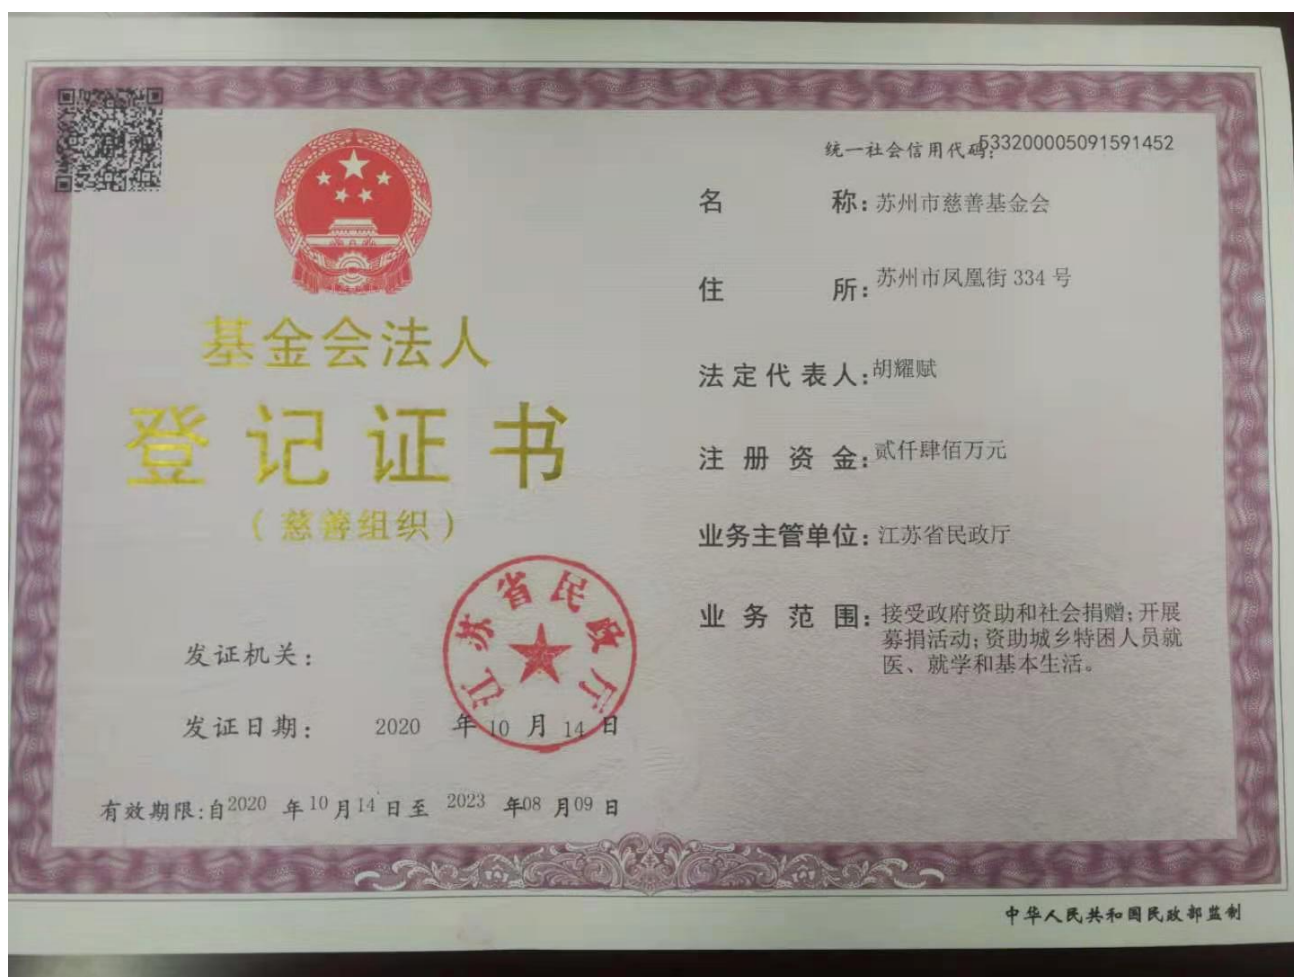 统一社会信用代码:533200005091591452
名 称:苏州市慈善基金会
住 所:苏州市凤凰街 334 号
法定代表人:胡耀赋
注册资金:贰仟肆佰万元
业务主管单位:江苏省民政厅
业务范围:接受政府资助和社会捐赠;开展
募捐活动;资助城乡特困人员就
医、就学和基本生活。
基金会法人
登记证书
(慈善组织)
江苏省民政厅
发证机关:
发证日期: 2020 年 10 月 14 日
有效期限:自2020 年10月14日至 2023 年08 月09 日
中华人民共和国民政部监制